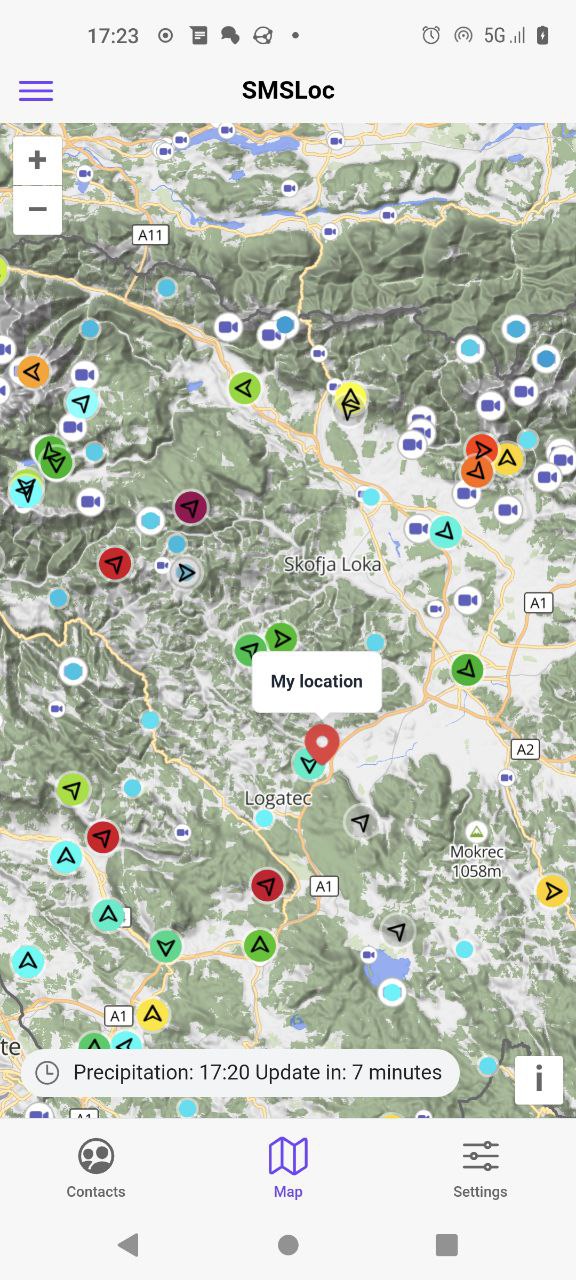 17:23
5G
SMSLoc
+
−
A11
Skofja Loka
A1
My location
A2
Logatec
Mokrec
1058m
A1
A1
te
Precipitation: 17:20 Update in: 7 minutes
i
A1
Contacts
Map
Settings